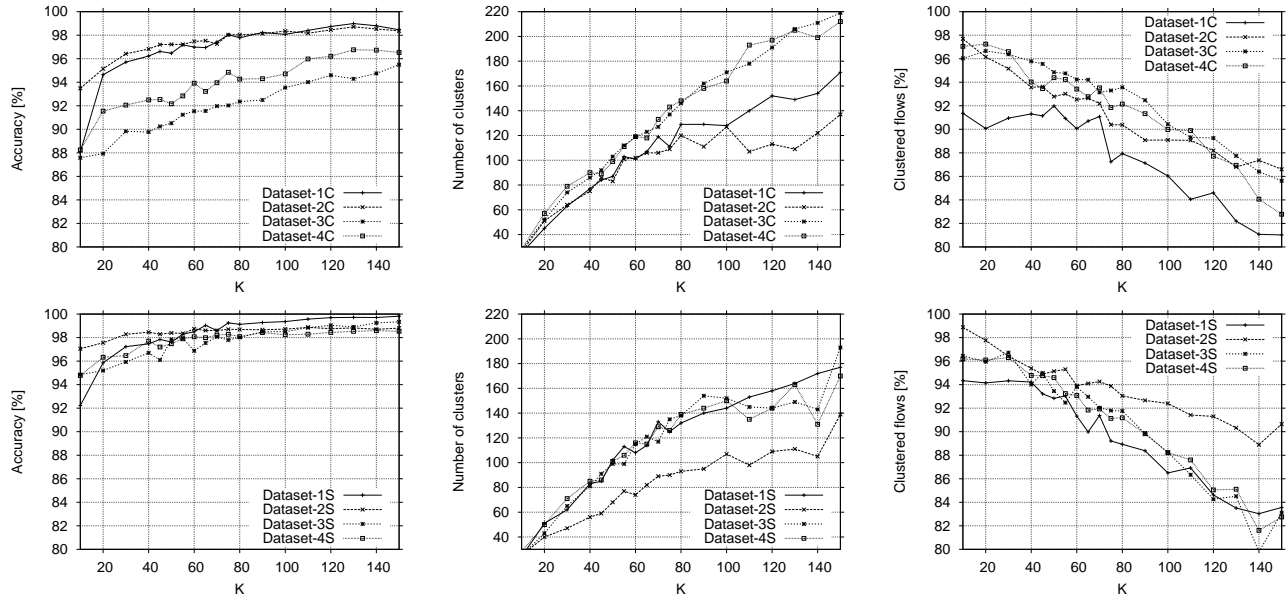 Accuracy [%]
100
98
96
94
92
90
88
86
84
82
80
20 40 60 80 100 120 140
K
Dataset-1C
Dataset-2C
Dataset-3C
Dataset-4C
Number of clusters
220
200
180
160
140
120
100
80
60
40
20 40 60 80 100 120 140
K
Dataset-1C
Dataset-2C
Dataset-3C
Dataset-4C
Clustered flows [%]
100
98
96
94
92
90
88
86
84
82
80
20 40 60 80 100 120 140
K
Dataset-1C
Dataset-2C
Dataset-3C
Dataset-4C
Accuracy [%]
100
98
96
94
92
90
88
86
84
82
80
20 40 60 80 100 120 140
K
Dataset-1S
Dataset-2S
Dataset-3S
Dataset-4S
Number of clusters
220
200
180
160
140
120
100
80
60
40
20 40 60 80 100 120 140
K
Dataset-1S
Dataset-2S
Dataset-3S
Dataset-4S
Clustered flows [%]
100
98
96
94
92
90
88
86
84
82
80
20 40 60 80 100 120 140
K
Dataset-1S
Dataset-2S
Dataset-3S
Dataset-4S